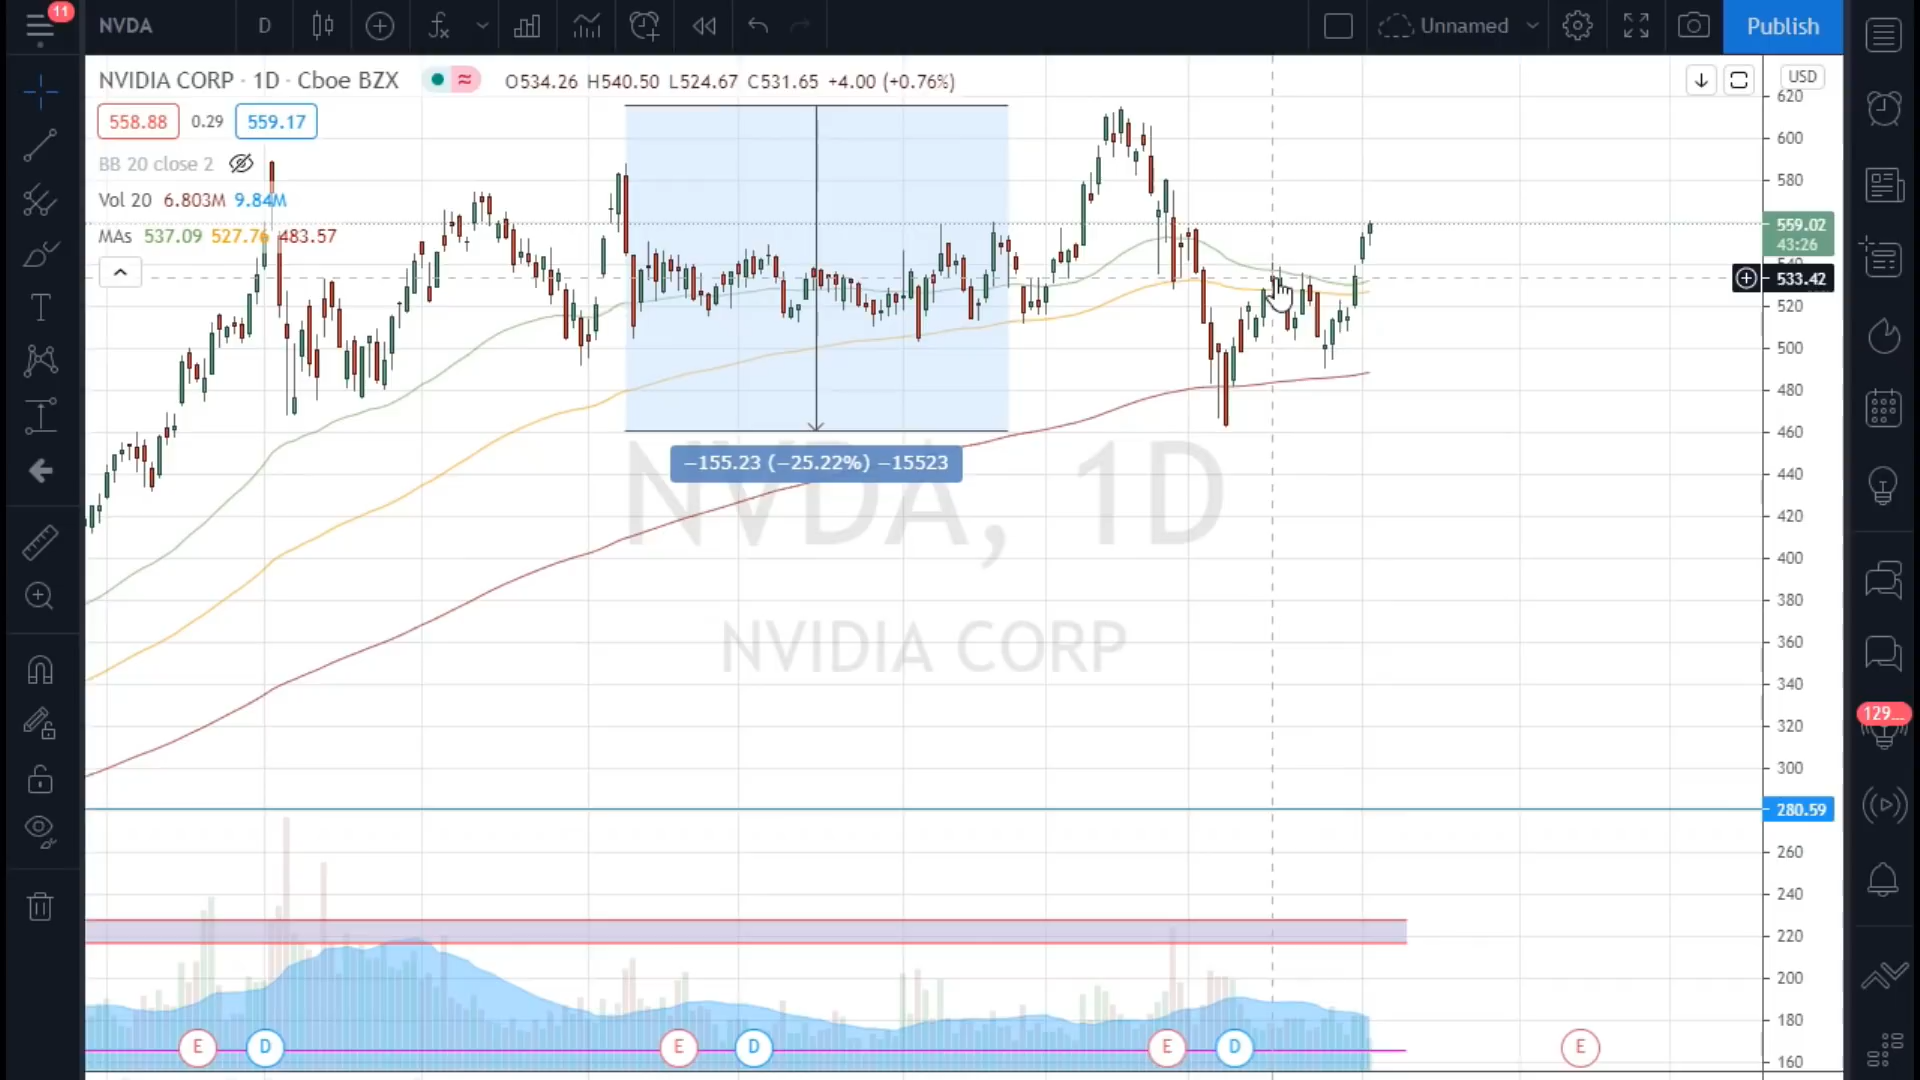 11
NVDA
D
Unnamed
Publish
NVIDIA CORP · 1D · Cboe BZX
≈
O534.26 H540.50 L524.67 C531.65 +4.00 (+0.76%)
USD
558.88
0.29
559.17
BB 20 close 2
Vol 20 6.803M 9.84M
MAs 537.09 527.76 483.57
620
600
580
559.02
43:26
540
533.42
520
500
480
460
440
420
400
380
360
340
320
300
280.59
260
240
220
200
180
160
−155.23 (−25.22%) −15523
NVDA, 1D
NVIDIA CORP
129...
E
D
E
D
E
D
E